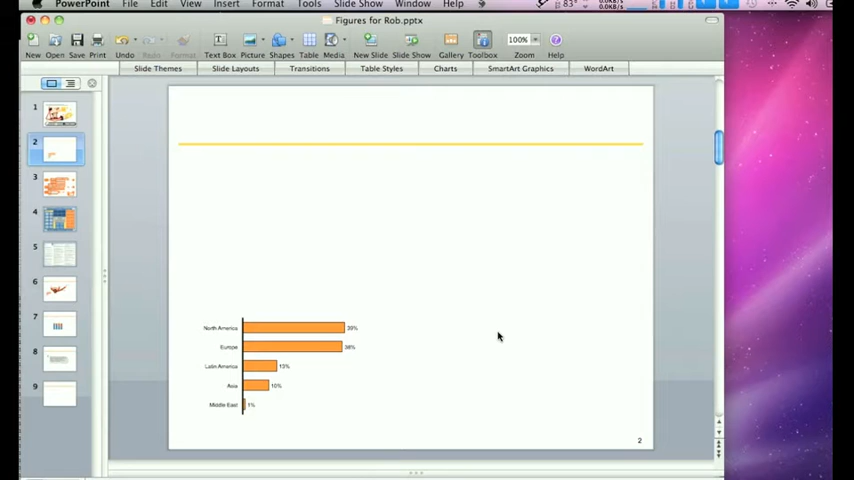 PowerPoint File Edit View Insert Format Tools Slide Show Window Help 83°
Figures for Rob.pptx
100%
New Open Save Print Undo Redo Format Text Box Picture Shapes Table Media New Slide Slide Show Gallery Toolbox Zoom Help
Slide Themes Slide Layouts Transitions Table Styles Charts SmartArt Graphics WordArt
1
2
3
4
5
6
7
8
9
North America 39%
Europe 38%
Latin America 13%
Asia 10%
Middle East 1%
2